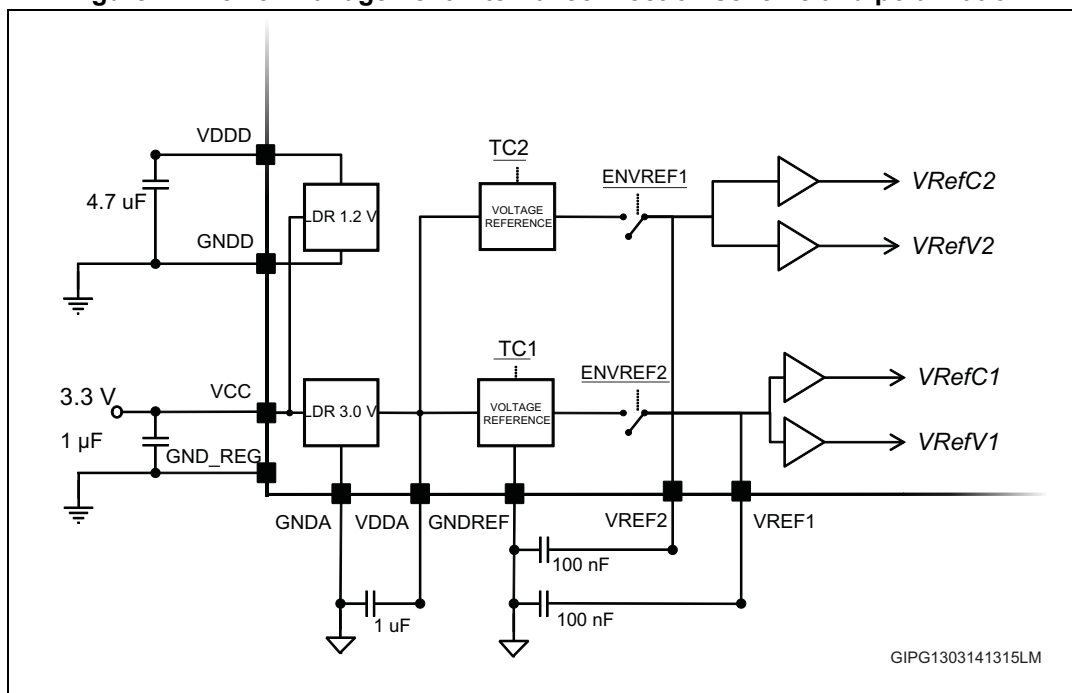 VDDD
TC2
4.7 uF
LDR 1.2 V
VOLTAGE
REFERENCE
ENVREF1
VRefC2
GNDD
VRefV2
TC1
ENVREF2
VRefC1
3.3 V
VCC
LDR 3.0 V
VOLTAGE
REFERENCE
1 µF
GND_REG
VRefV1
GNDA
VDDA
GNDREF
VREF2
VREF1
100 nF
1 uF
100 nF
GIPG1303141315LM